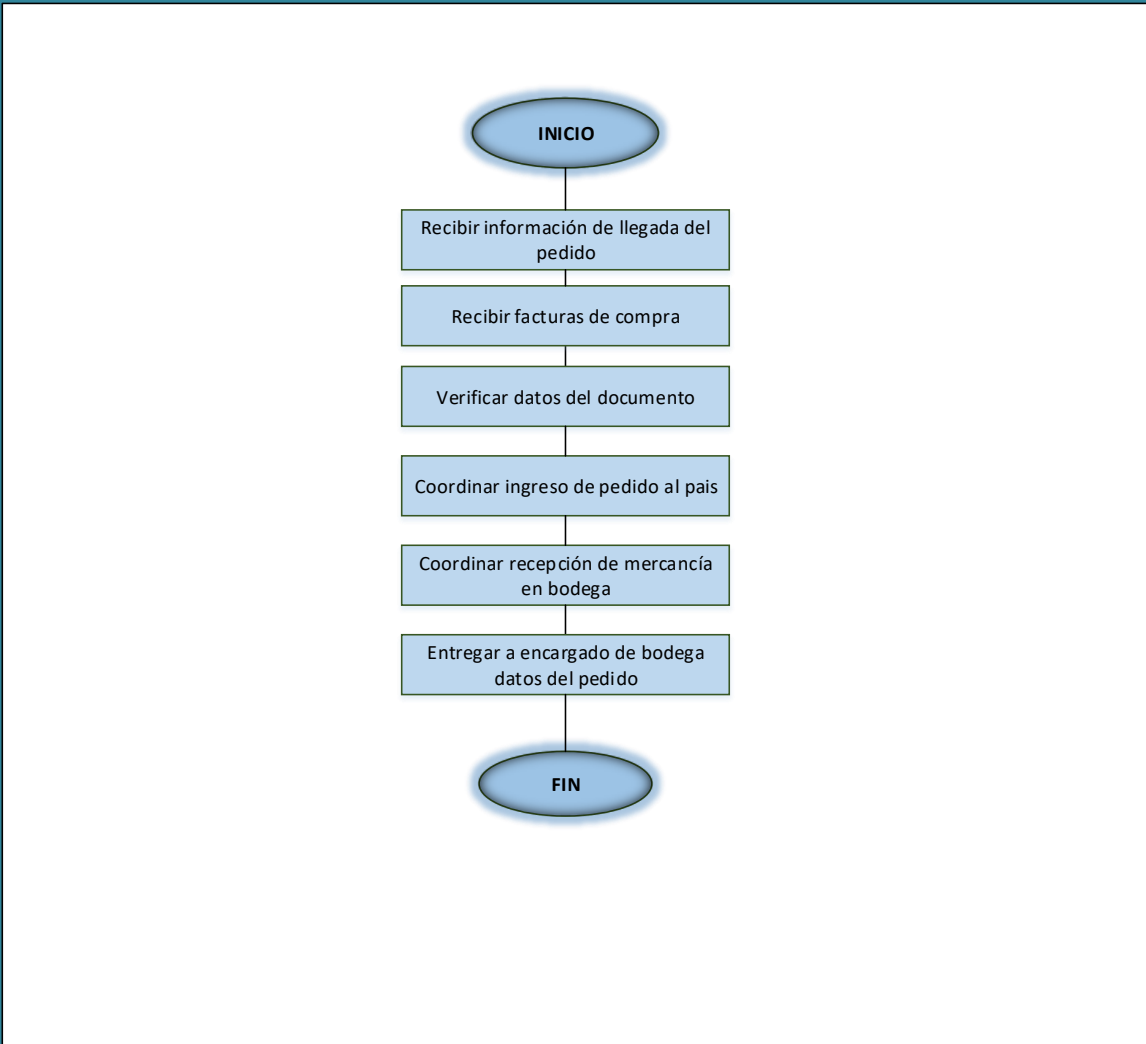 INICIO
Recibir información de llegada del
pedido
Recibir facturas de compra
Verificar datos del documento
Coordinar ingreso de pedido al pais
Coordinar recepción de mercancía
en bodega
Entregar a encargado de bodega
datos del pedido
FIN